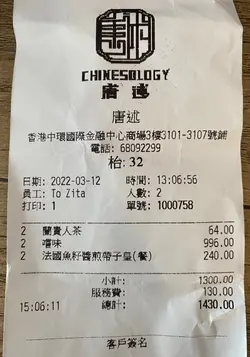 CHINESOLOGY
唐述
唐述
香港中環國際金融中心商場3樓3101-3107號鋪
電話: 68092299
枱: 32
日期: 2022-03-12 時間: 13:06:56
員工: To Zita 人數: 2
打印: 1 單號: 1000758
2 蘭貴人茶 64.00
2 嚐味 996.00
2 法國魚籽醬煎帶子皇(餐) 240.00
小計: 1300.00
服務費: 130.00
15:06:11 總計: 1430.00
客戶簽名